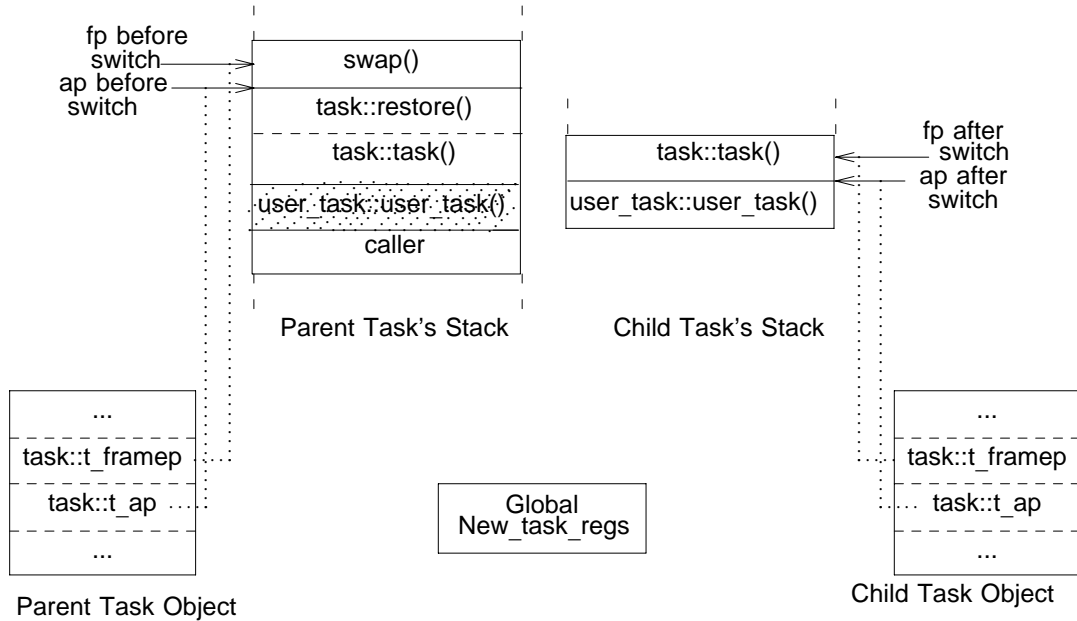 fp before
switch
ap before
switch
swap()
task::restore()
task::task()
user_task::user_task()
caller
Parent Task's Stack
task::task()
user_task::user_task()
Child Task's Stack
fp after
switch
ap after
switch
...
task::t_framep
task::t_ap
...
Parent Task Object
Global
New_task_regs
...
task::t_framep
task::t_ap
...
Child Task Object